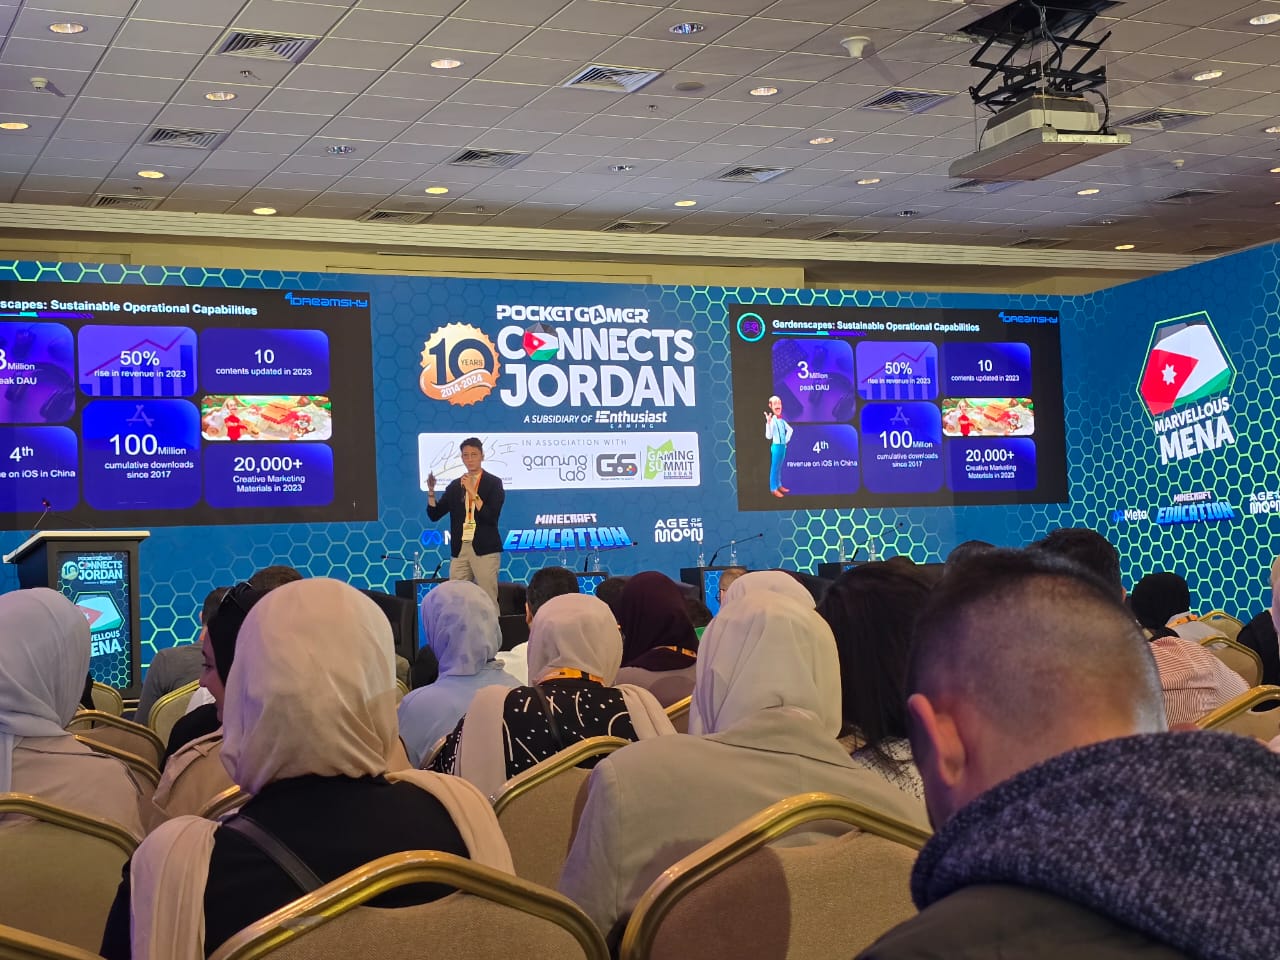 scapes: Sustainable Operational Capabilities
iDREAMSKY
3 Million
peak DAU
50%
rise in revenue in 2023
10
contents updated in 2023
4th
e on iOS in China
100 Million
cumulative downloads
since 2017
20,000+
Creative Marketing
Materials in 2023
POCKET GAMER
CONNECTS
JORDAN
10
YEARS
2014-2024
A SUBSIDIARY OF Enthusiast
GAMING
IN ASSOCIATION WITH
gaming
lab
GAMING
SUMMIT
JORDAN
M
MINECRAFT
EDUCATION
AGE OF THE
MOON
Gardenscapes: Sustainable Operational Capabilities
iDREAMSKY
3 Million
peak DAU
50%
rise in revenue in 2023
10
contents updated in 2023
4th
revenue on iOS in China
100 Million
cumulative downloads
since 2017
20,000+
Creative Marketing
Materials in 2023
MARVELLOUS
MENA
Meta
MINECRAFT
EDUCATION
AGE OF
MOO
POCKET GAMER
CONNECTS
JORDAN
MARVELLOUS
MENA